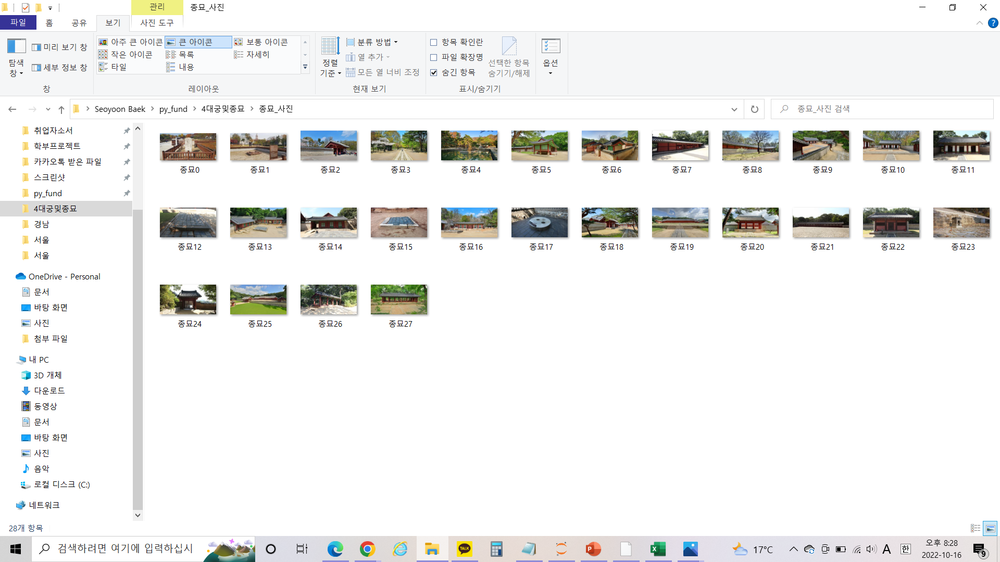 관리
종묘_사진
파일
홈
공유
보기
사진 도구
탐색
창
미리 보기 창
세부 정보 창
창
아주 큰 아이콘
큰 아이콘
보통 아이콘
작은 아이콘
목록
자세히
타일
내용
레이아웃
정렬
기준
분류 방법
열 추가
모든 열 너비 조정
현재 보기
항목 확인란
파일 확장명
숨긴 항목
선택한 항목
숨기기/해제
표시/숨기기
옵션
Seoyoon Baek
py_fund
4대궁및종묘
종묘_사진
종묘_사진 검색
취업자소서
학부프로젝트
카카오톡 받은 파일
스크린샷
py_fund
4대궁및종묘
경남
서울
서울
OneDrive - Personal
문서
바탕 화면
사진
첨부 파일
내 PC
3D 개체
다운로드
동영상
문서
바탕 화면
사진
음악
로컬 디스크 (C:)
네트워크
종묘0
종묘1
종묘2
종묘3
종묘4
종묘5
종묘6
종묘7
종묘8
종묘9
종묘10
종묘11
종묘12
종묘13
종묘14
종묘15
종묘16
종묘17
종묘18
종묘19
종묘20
종묘21
종묘22
종묘23
종묘24
종묘25
종묘26
종묘27
28개 항목
검색하려면 여기에 입력하십시
TALK
17°C
A
한
오후 8:28
2022-10-16
9